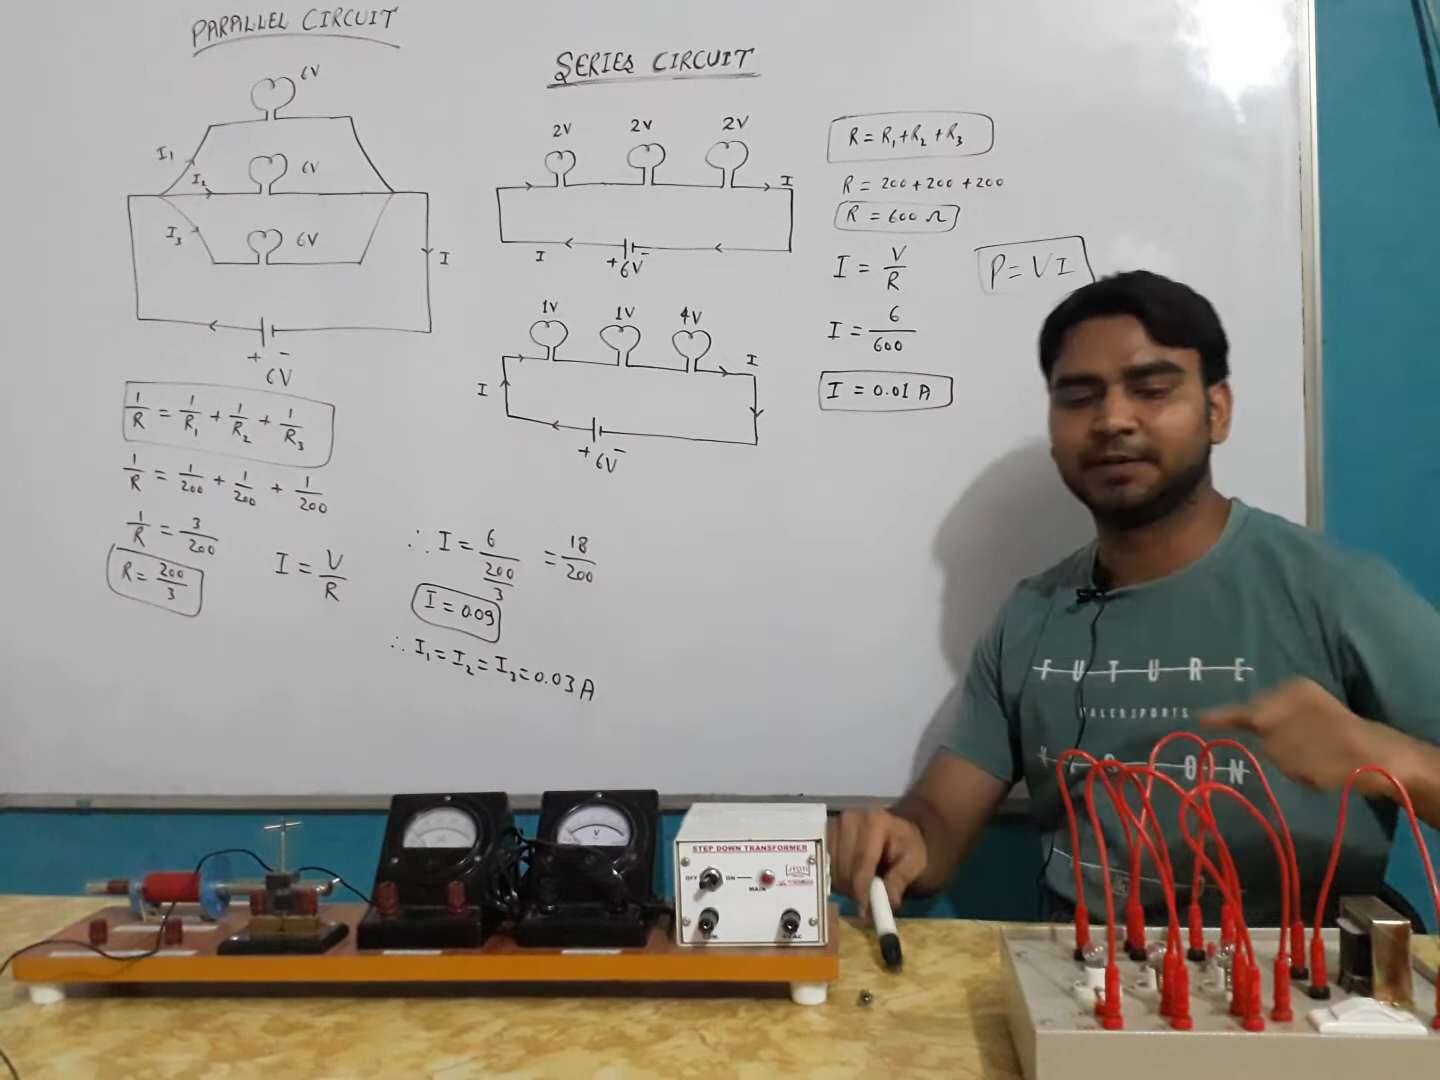 PARALLEL CIRCUIT
6V
I₁
6V
I₂
I₃
6V
I
+ -
6V
1/R = 1/R₁ + 1/R₂ + 1/R₃
1/R = 1/200 + 1/200 + 1/200
1/R = 3/200
R = 200/3
I = V/R
∴ I = 6/(200/3) = 18/200
I = 0.09
∴ I₁ = I₂ = I₃ = 0.03 A
SERIES CIRCUIT
2V 2V 2V
I
I
+ 6V -
1V 1V 4V
I
I
+ 6V -
R = R₁ + R₂ + R₃
R = 200 + 200 + 200
R = 600 Ω
I = V/R
P = VI
I = 6/600
I = 0.01 A
FUTURE
ON
V
STEP DOWN TRANSFORMER
OFF ON
MAIN
JYOTI